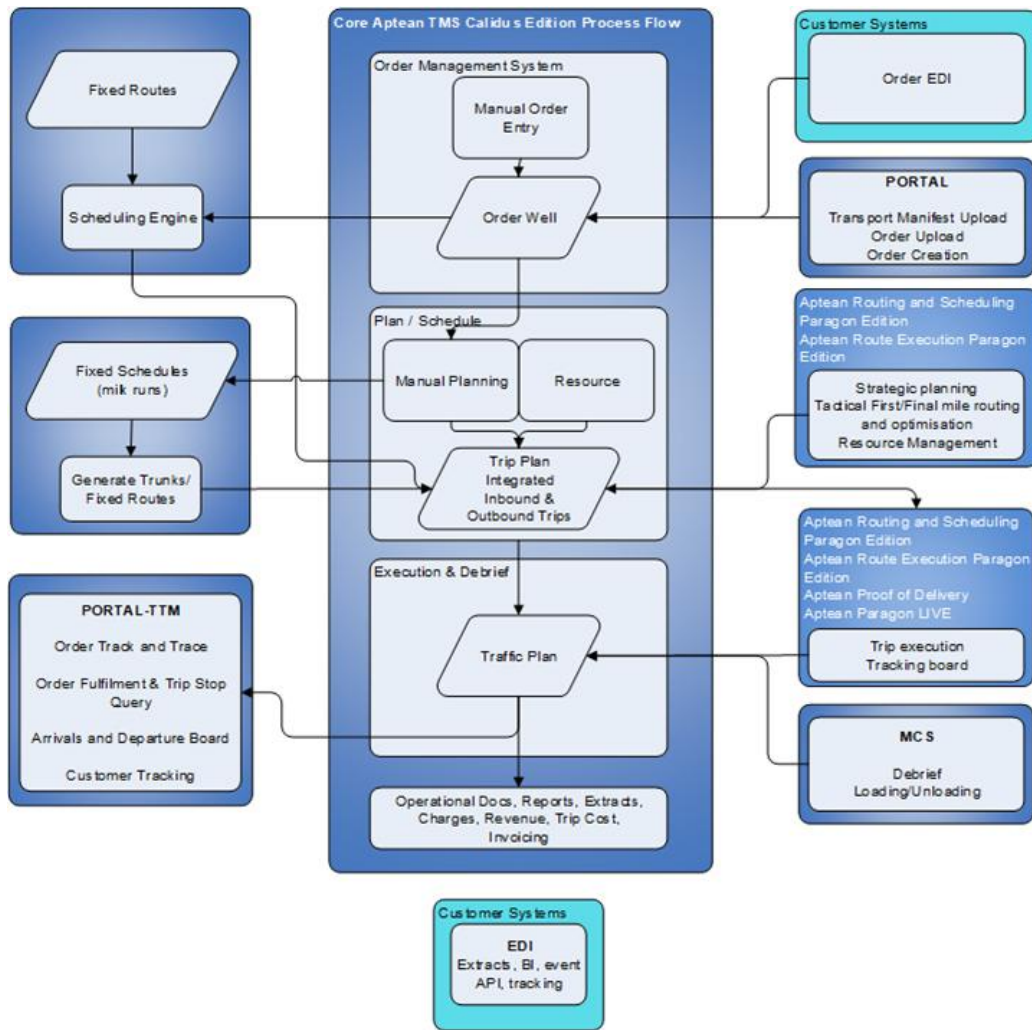 Core Aptean TMS Calidus Edition Process Flow
Fixed Routes
Scheduling Engine
Fixed Schedules
(milk runs)
Generate Trunks/
Fixed Routes
PORTAL-TTM
Order Track and Trace
Order Fulfilment & Trip Stop
Query
Arrivals and Departure Board
Customer Tracking
Order Management System
Manual Order
Entry
Order Well
Plan / Schedule
Manual Planning
Resource
Trip Plan
Integrated
Inbound &
Outbound Trips
Execution & Debrief
Traffic Plan
Operational Docs, Reports, Extracts,
Charges, Revenue, Trip Cost,
Invoicing
Customer Systems
Order EDI
PORTAL
Transport Manifest Upload
Order Upload
Order Creation
Aptean Routing and Scheduling
Paragon Edition
Aptean Route Execution Paragon
Edition
Strategic planning
Tactical First/Final mile routing
and optimisation
Resource Management
Aptean Routing and Scheduling
Paragon Edition
Aptean Route Execution Paragon
Edition
Aptean Proof of Delivery
Aptean Paragon LIVE
Trip execution
Tracking board
MCS
Debrief
Loading/Unloading
Customer Systems
EDI
Extracts, BI, event
API, tracking